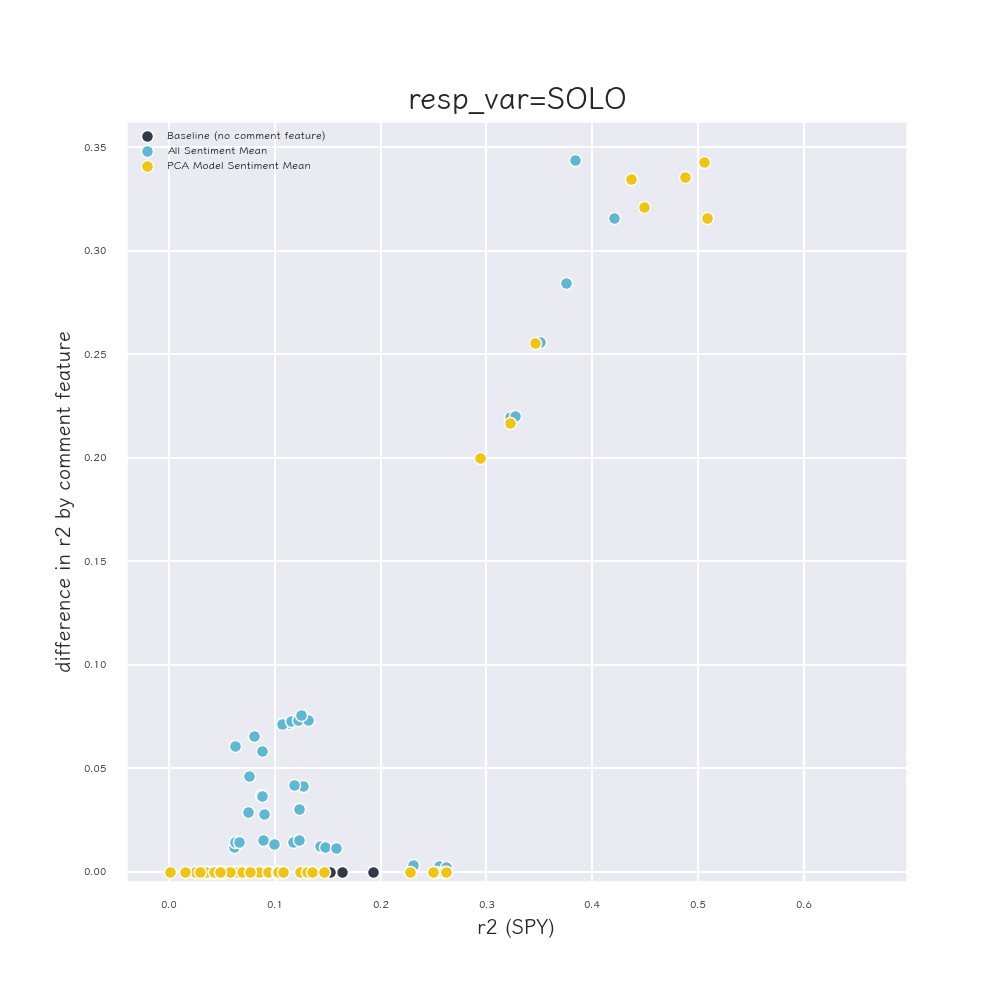 resp_var=SOLO
Baseline (no comment feature)
All Sentiment Mean
PCA Model Sentiment Mean
difference in r2 by comment feature
0.35
0.30
0.25
0.20
0.15
0.10
0.05
0.00
0.0 0.1 0.2 0.3 0.4 0.5 0.6
r2 (SPY)